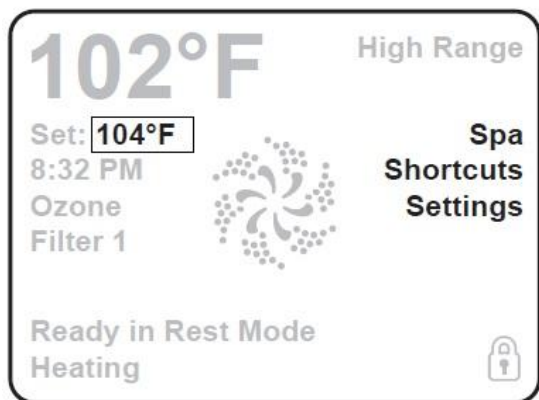 102°F
High Range
Set: 104°F
8:32 PM
Ozone
Filter 1
Spa
Shortcuts
Settings
Ready in Rest Mode
Heating